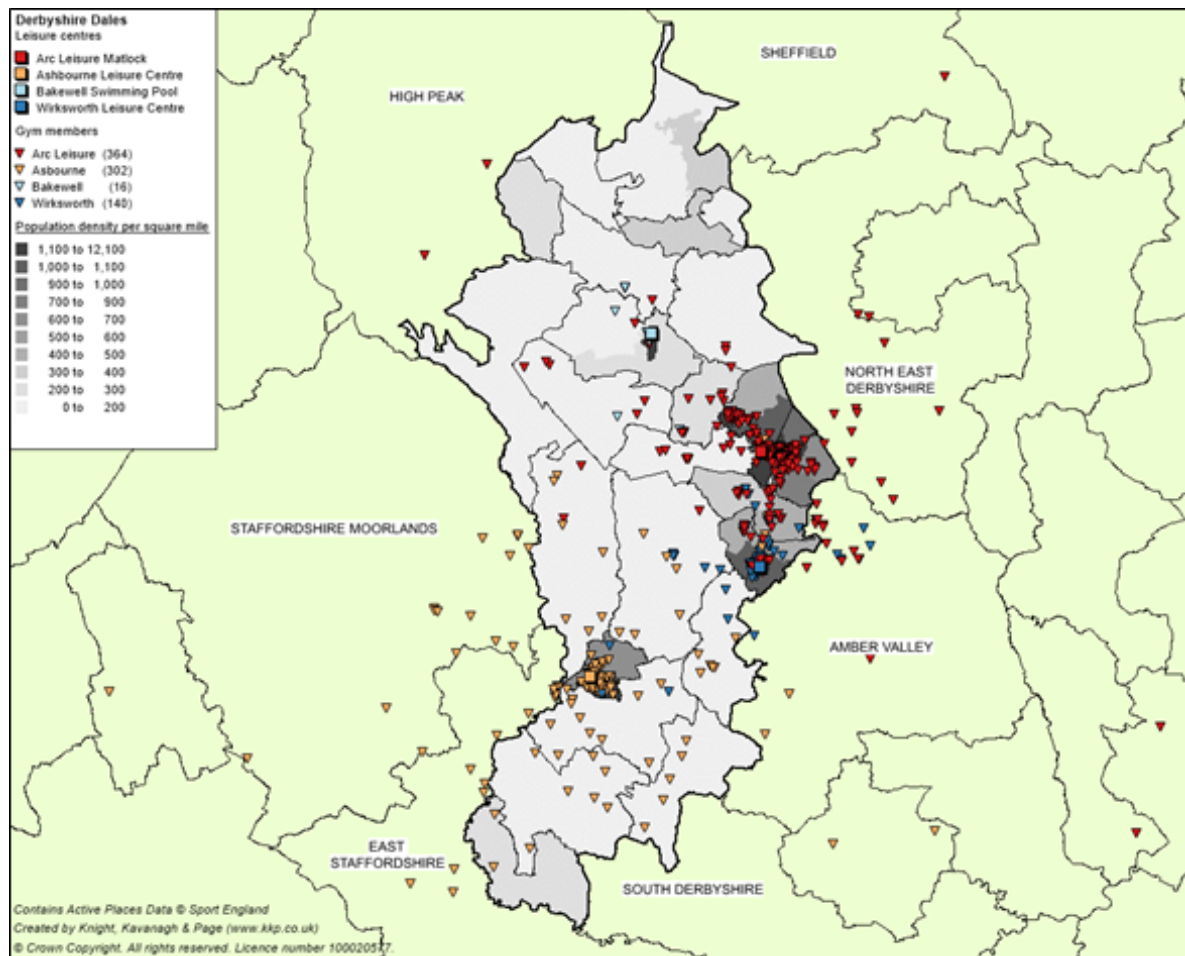 Derbyshire Dales
Leisure centres
Arc Leisure Matlock
Ashbourne Leisure Centre
Bakewell Swimming Pool
Wirksworth Leisure Centre
Gym members
Arc Leisure (364)
Asbourne (302)
Bakewell (16)
Wirksworth (140)
Population density per square mile
1,100 to 12,100
1,000 to 1,100
900 to 1,000
700 to 900
600 to 700
500 to 600
400 to 500
300 to 400
200 to 300
0 to 200
SHEFFIELD
HIGH PEAK
NORTH EAST
DERBYSHIRE
STAFFORDSHIRE MOORLANDS
AMBER VALLEY
EAST
STAFFORDSHIRE
SOUTH DERBYSHIRE
Contains Active Places Data © Sport England
Created by Knight, Kavanagh & Page (www.kkp.co.uk)
© Crown Copyright. All rights reserved. Licence number 100020577.